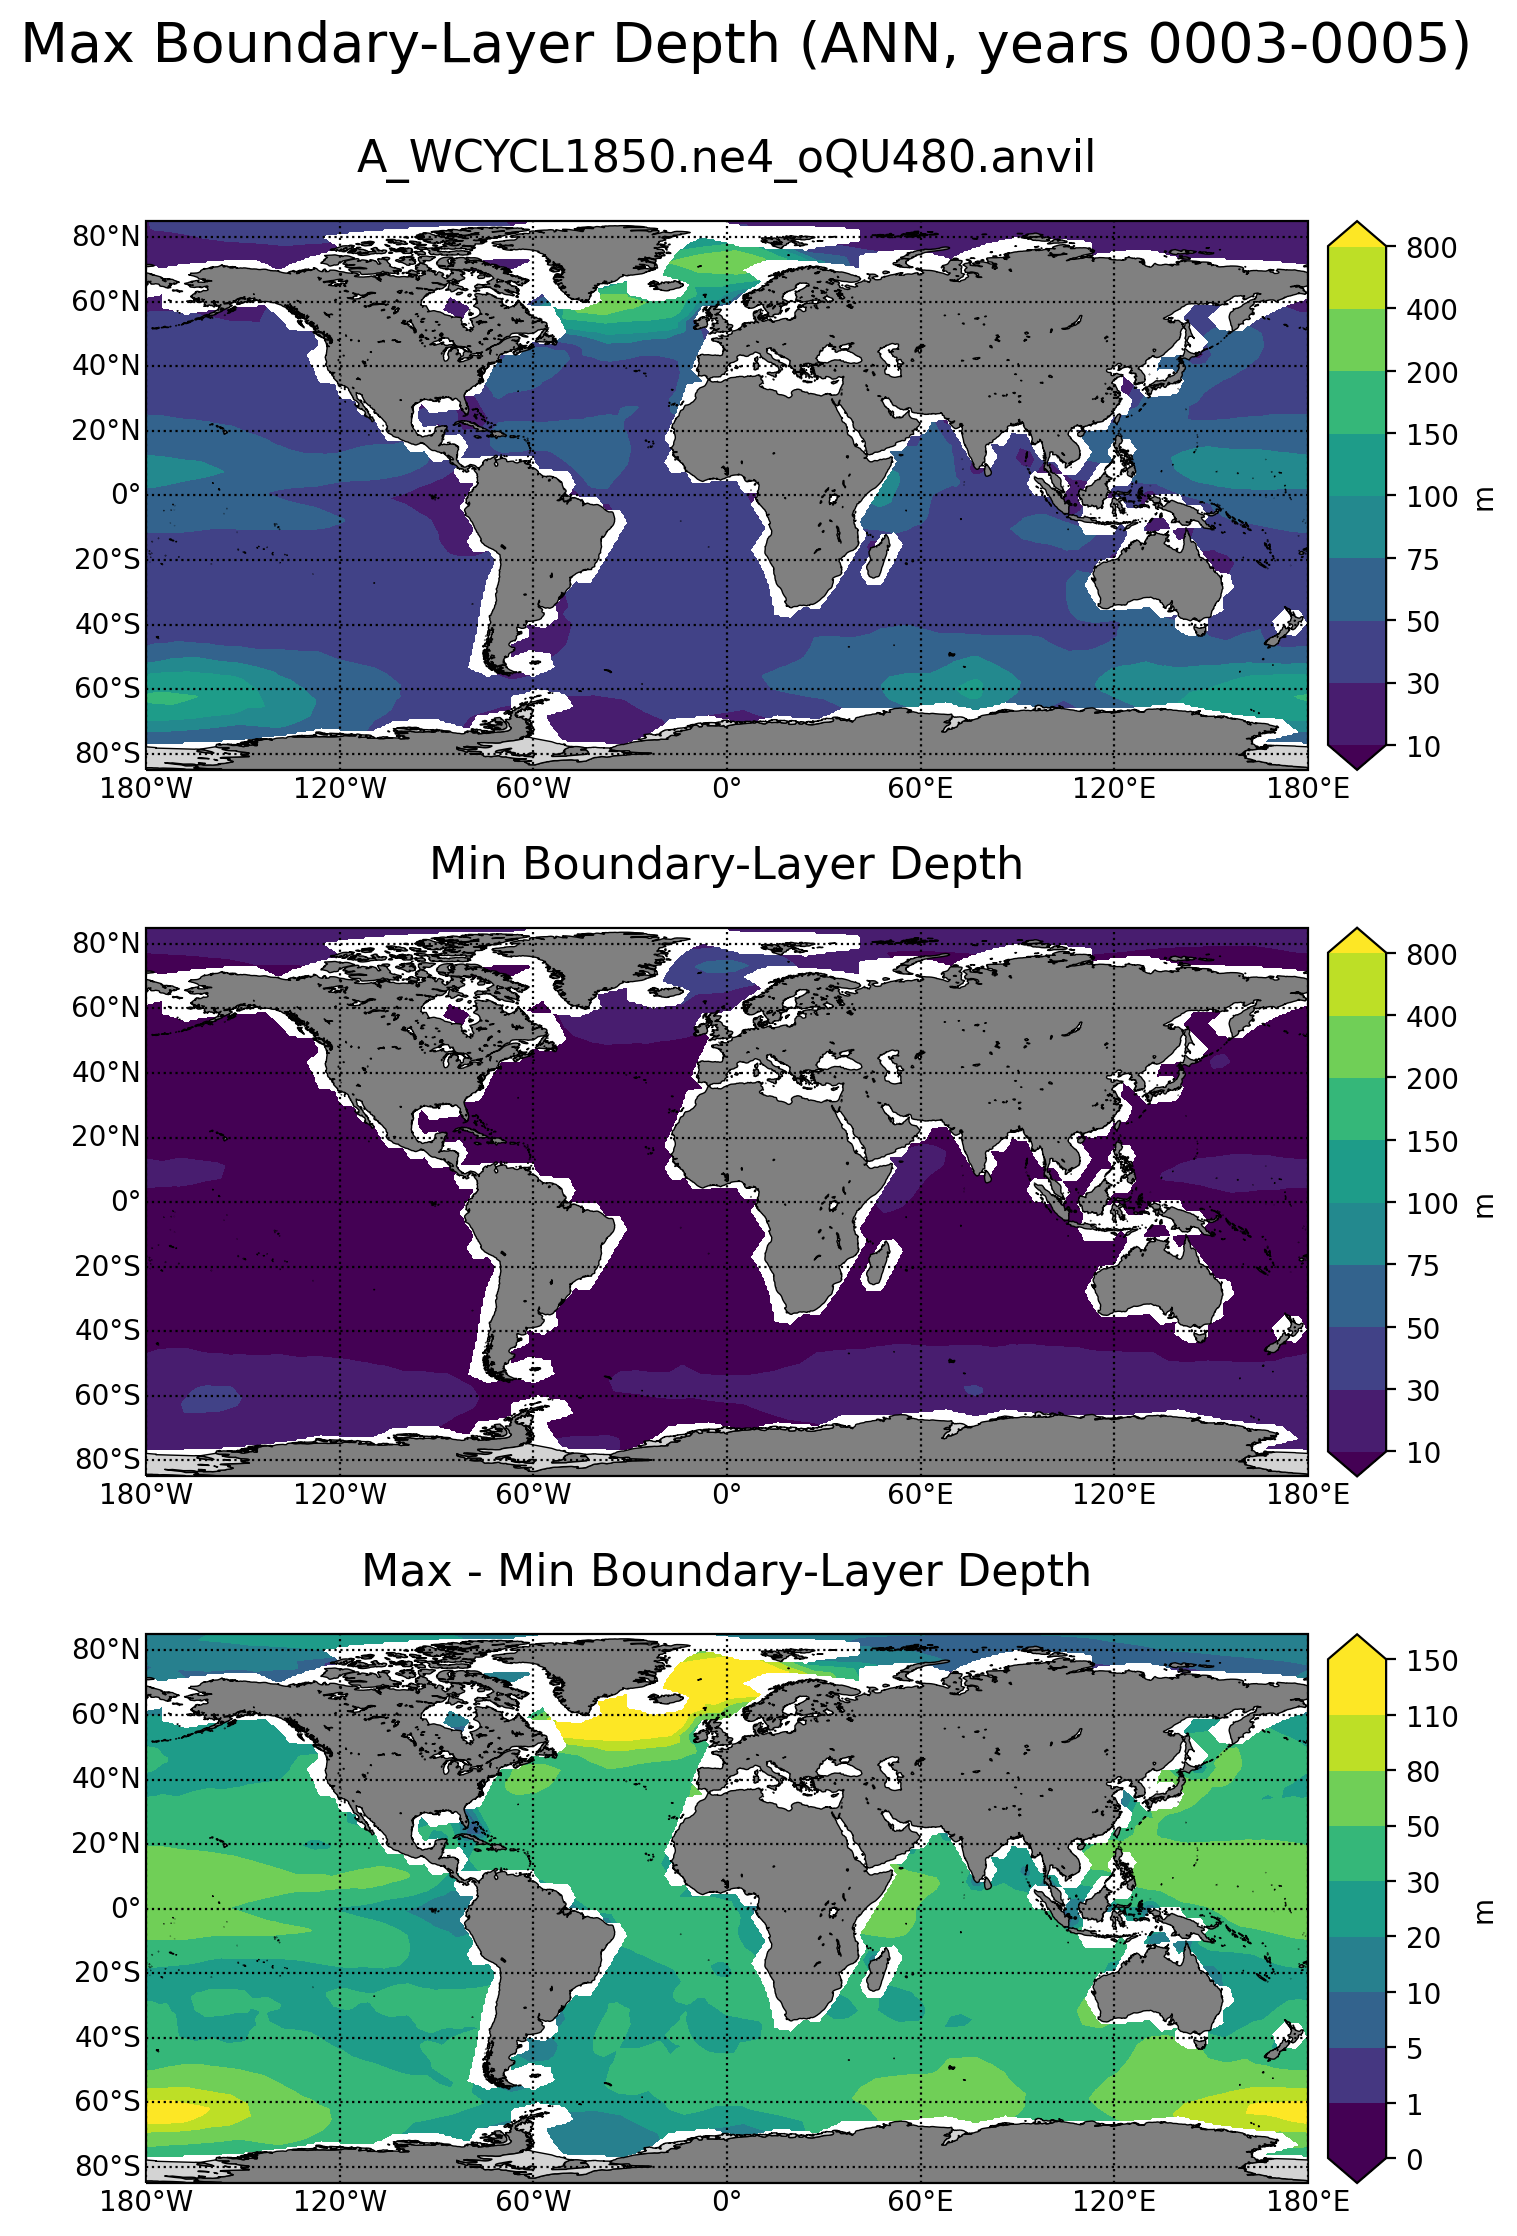 Max Boundary-Layer Depth (ANN, years 0003-0005)
A_WCYCL1850.ne4_oQU480.anvil
80°N
60°N
40°N
20°N
0°
20°S
40°S
60°S
80°S
180°W 120°W 60°W 0° 60°E 120°E 180°E
800
400
200
150
100
75
50
30
10
m
Min Boundary-Layer Depth
80°N
60°N
40°N
20°N
0°
20°S
40°S
60°S
80°S
180°W 120°W 60°W 0° 60°E 120°E 180°E
800
400
200
150
100
75
50
30
10
m
Max - Min Boundary-Layer Depth
80°N
60°N
40°N
20°N
0°
20°S
40°S
60°S
80°S
180°W 120°W 60°W 0° 60°E 120°E 180°E
150
110
80
50
30
20
10
5
1
0
m